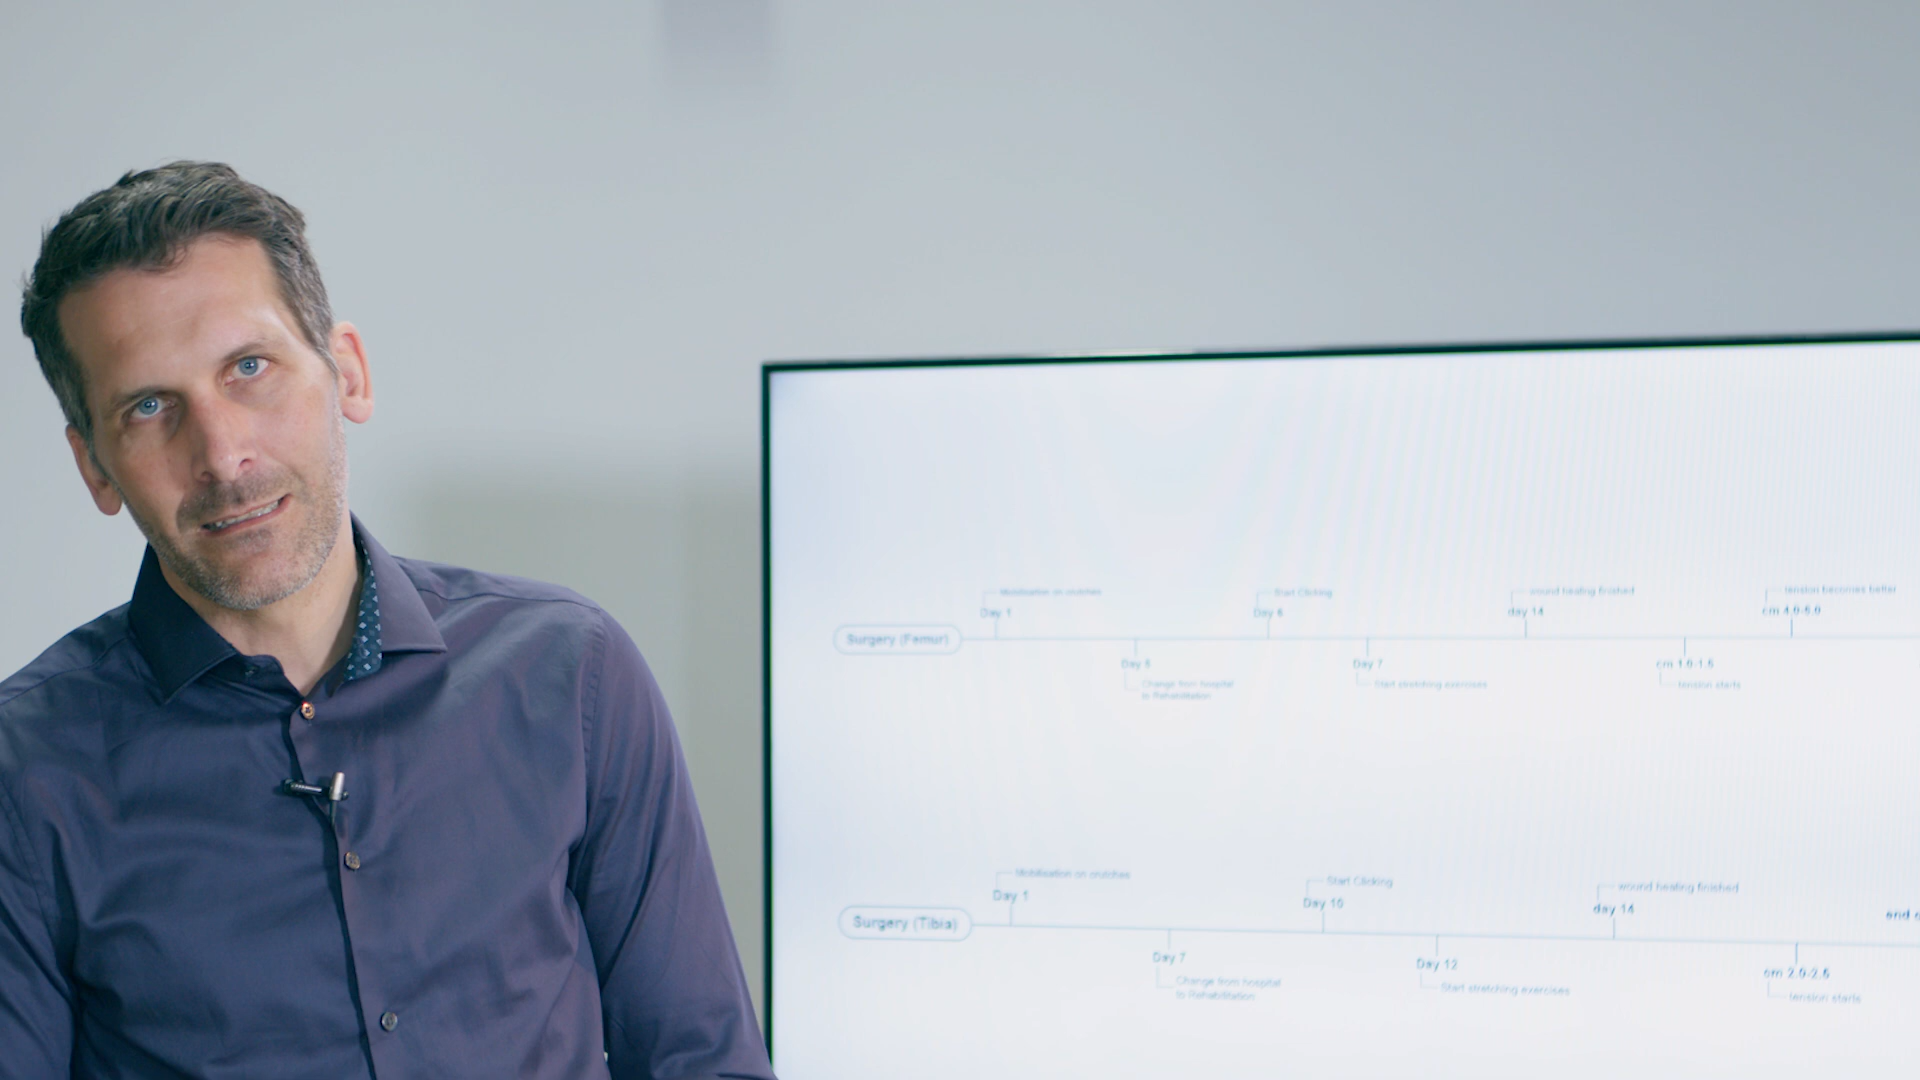 Mobilisation on crutches
Start Clicking
wound healing finished
tension becomes better
Day 1
Day 6
day 14
cm 4.0-5.0
Surgery (Femur)
Day 5
Day 7
cm 1.0-1.5
Change from hospital
to Rehabilitation
Start stretching exercises
tension starts
Mobilisation on crutches
Start Clicking
wound healing finished
Day 1
Day 10
day 14
end
Surgery (Tibia)
Day 7
Day 12
cm 2.0-2.5
Change from hospital
to Rehabilitation
Start stretching exercises
tension starts